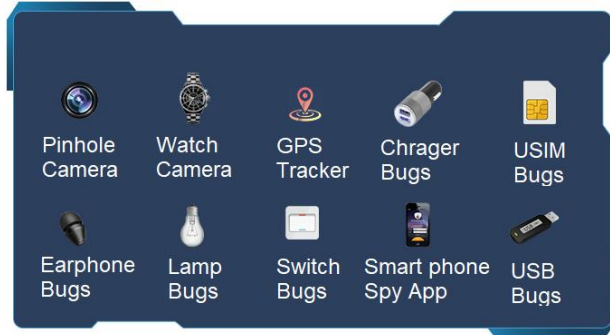 Pinhole Camera
Watch Camera
GPS Tracker
Chrager Bugs
USIM Bugs
Earphone Bugs
Lamp Bugs
Switch Bugs
Smart phone Spy App
USB Bugs